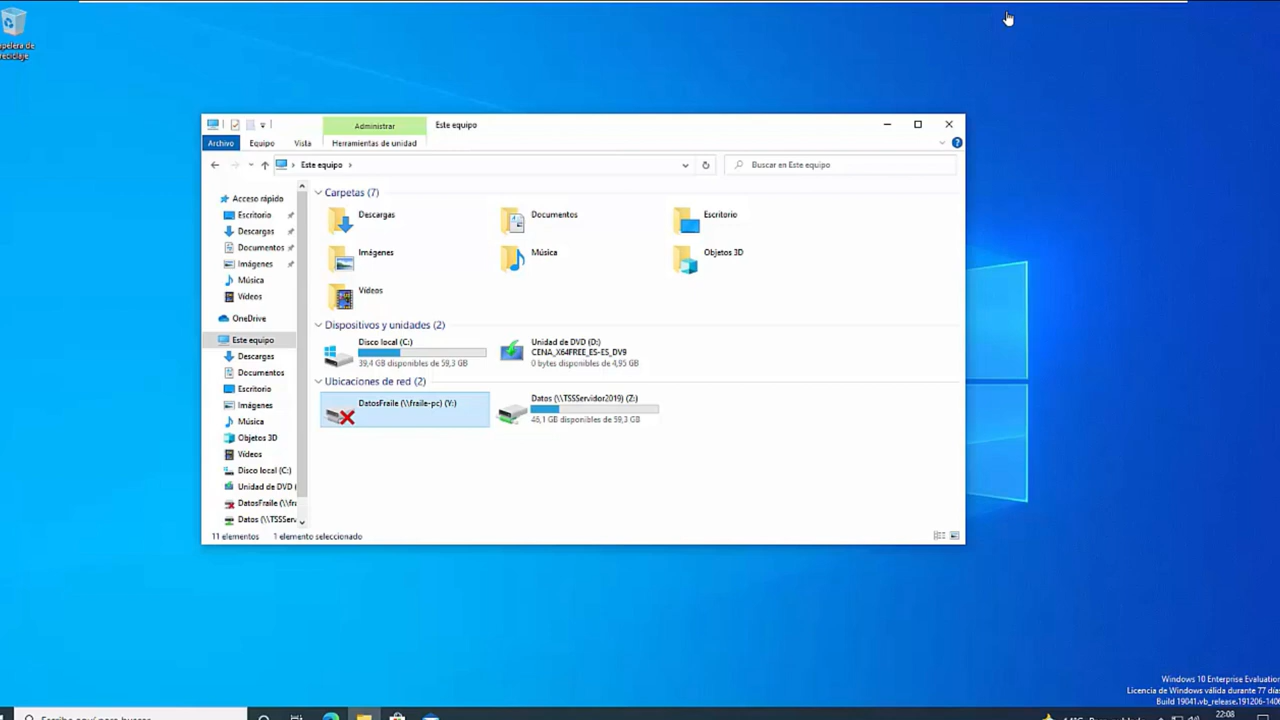 apelera de
reciclaje
Administrar
Este equipo
Archivo
Equipo
Vista
Herramientas de unidad
Este equipo
Buscar en Este equipo
Acceso rápido
Escritorio
Descargas
Documentos
Imágenes
Música
Vídeos
OneDrive
Este equipo
Descargas
Documentos
Escritorio
Imágenes
Música
Objetos 3D
Vídeos
Disco local (C:)
Unidad de DVD (
DatosFraile (\\fra
Datos (\\TSSServ
Carpetas (7)
Descargas
Documentos
Escritorio
Imágenes
Música
Objetos 3D
Vídeos
Dispositivos y unidades (2)
Disco local (C:)
39,4 GB disponibles de 59,3 GB
Unidad de DVD (D:)
CENA_X64FREE_ES-ES_DV9
0 bytes disponibles de 4,95 GB
Ubicaciones de red (2)
DatosFraile (\\fraile-pc) (Y:)
Datos (\\TSSServidor2019) (Z:)
46,1 GB disponibles de 59,3 GB
11 elementos
1 elemento seleccionado
Windows 10 Enterprise Evaluation
Licencia de Windows válida durante 77 días
Build 19041.vb_release.191206-1406
Escribe aquí para buscar
22:08